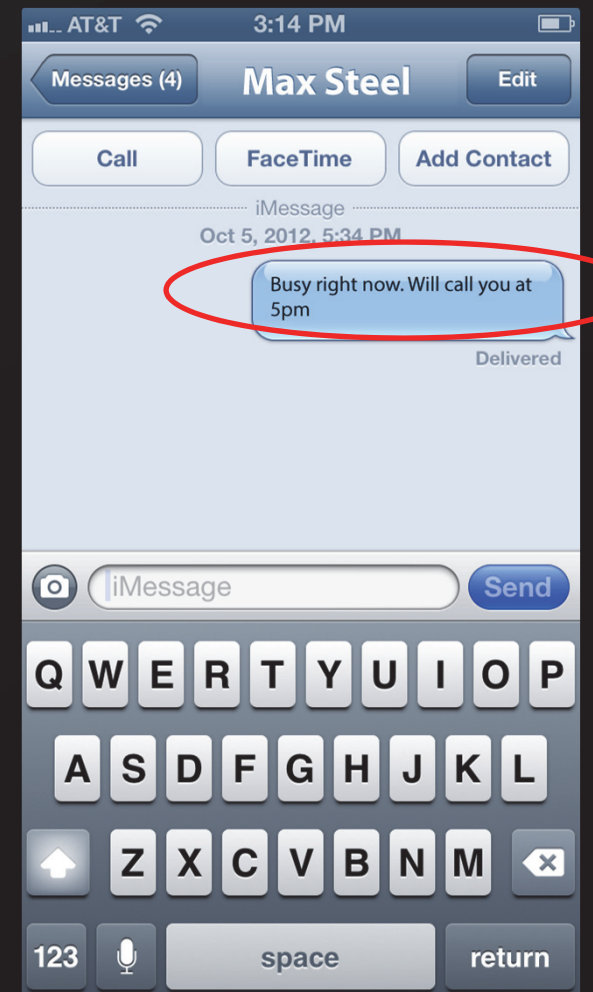 AT&T 3:14 PM
Messages (4) Max Steel Edit
Call FaceTime Add Contact
iMessage
Oct 5, 2012, 5:34 PM
Busy right now. Will call you at
5pm
Delivered
iMessage Send
Q W E R T Y U I O P
A S D F G H J K L
Z X C V B N M
123 space return